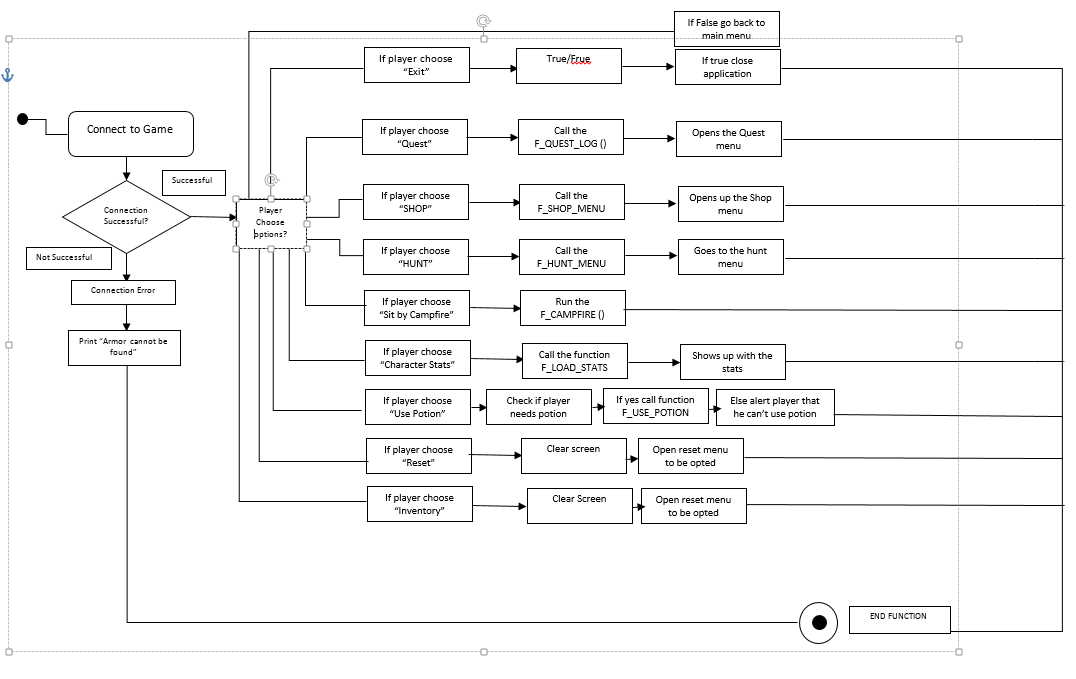 If False go back to
main menu
If player choose
"Exit"
True/Frue
If true close
application
Connect to Game
If player choose
"Quest"
Call the
F_QUEST_LOG ()
Opens the Quest
menu
Successful
Connection
Successful?
Player
Choose
options?
If player choose
"SHOP"
Call the
F_SHOP_MENU
Opens up the Shop
menu
Not Successful
If player choose
"HUNT"
Call the
F_HUNT_MENU
Goes to the hunt
menu
Connection Error
If player choose
"Sit by Campfire"
Run the
F_CAMPFIRE ()
Print "Armor cannot be
found"
If player choose
"Character Stats"
Call the function
F_LOAD_STATS
Shows up with the
stats
If player choose
"Use Potion"
Check if player
needs potion
If yes call function
F_USE_POTION
Else alert player that
he can't use potion
If player choose
"Reset"
Clear screen
Open reset menu
to be opted
If player choose
"Inventory"
Clear Screen
Open reset menu
to be opted
END FUNCTION